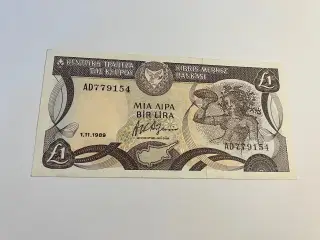 ΚΕΝΤΡΙΚΗ ΤΡΑΠΕΖΑ ΤΗΣ ΚΥΠΡΟΥ
KIBRIS MERKEZ BANKASI
AD779154
£1
ΜΙΑ ΛΙΡΑ
BİR LİRA
1.11.1989
£1
AD779154